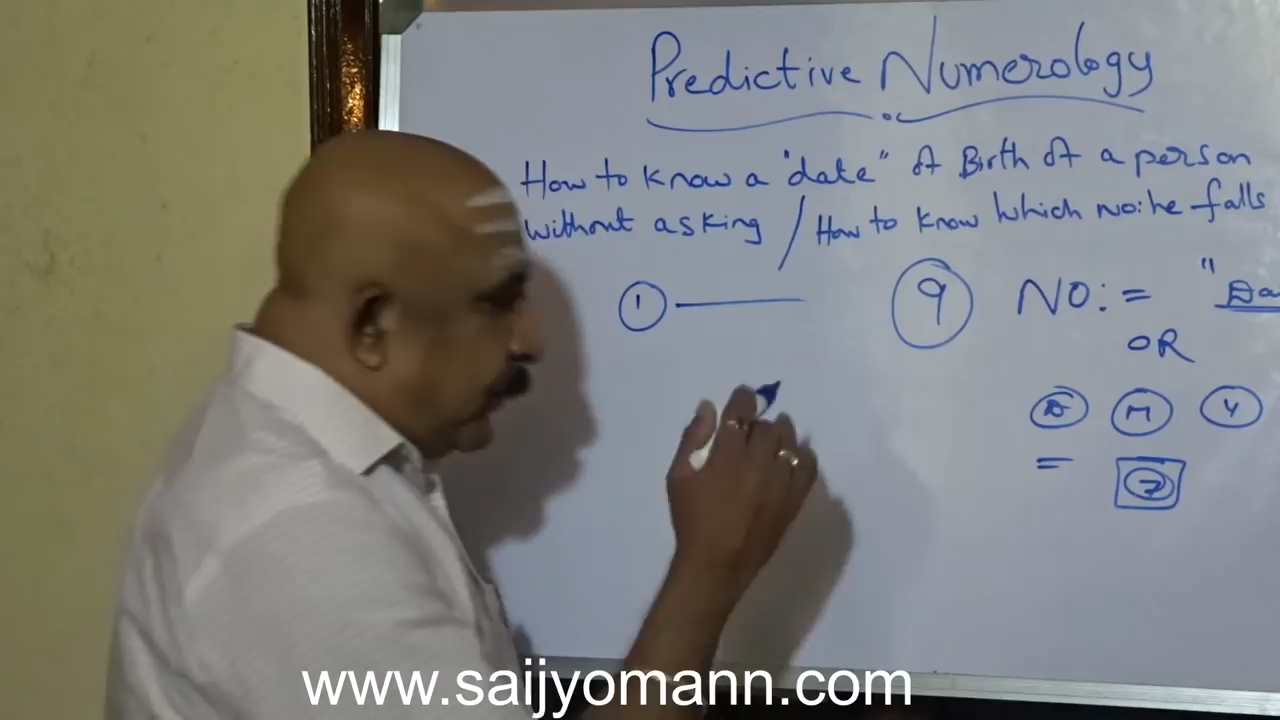 Predictive Numerology
How to know a "date" of Birth of a person
without asking / How to know which no: he falls
1 9 NO: = " Da
OR
D M Y
= 7
www.saijyomann.com